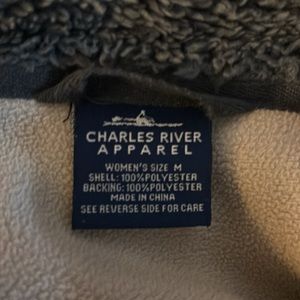 CHARLES RIVER
APPAREL
WOMEN'S SIZE M
SHELL: 100% POLYESTER
BACKING: 100% POLYESTER
MADE IN CHINA
SEE REVERSE SIDE FOR CARE